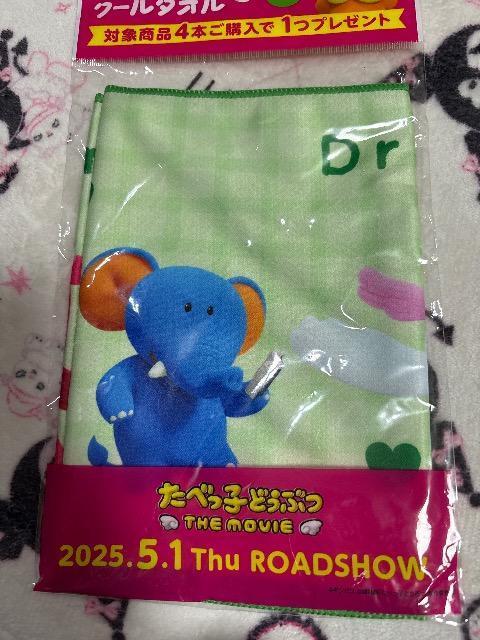 クールタオル
対象商品4本ご購入で1つプレゼント
Dr
たべっ子どうぶつ
THE MOVIE
2025.5.1 Thu ROADSHOW